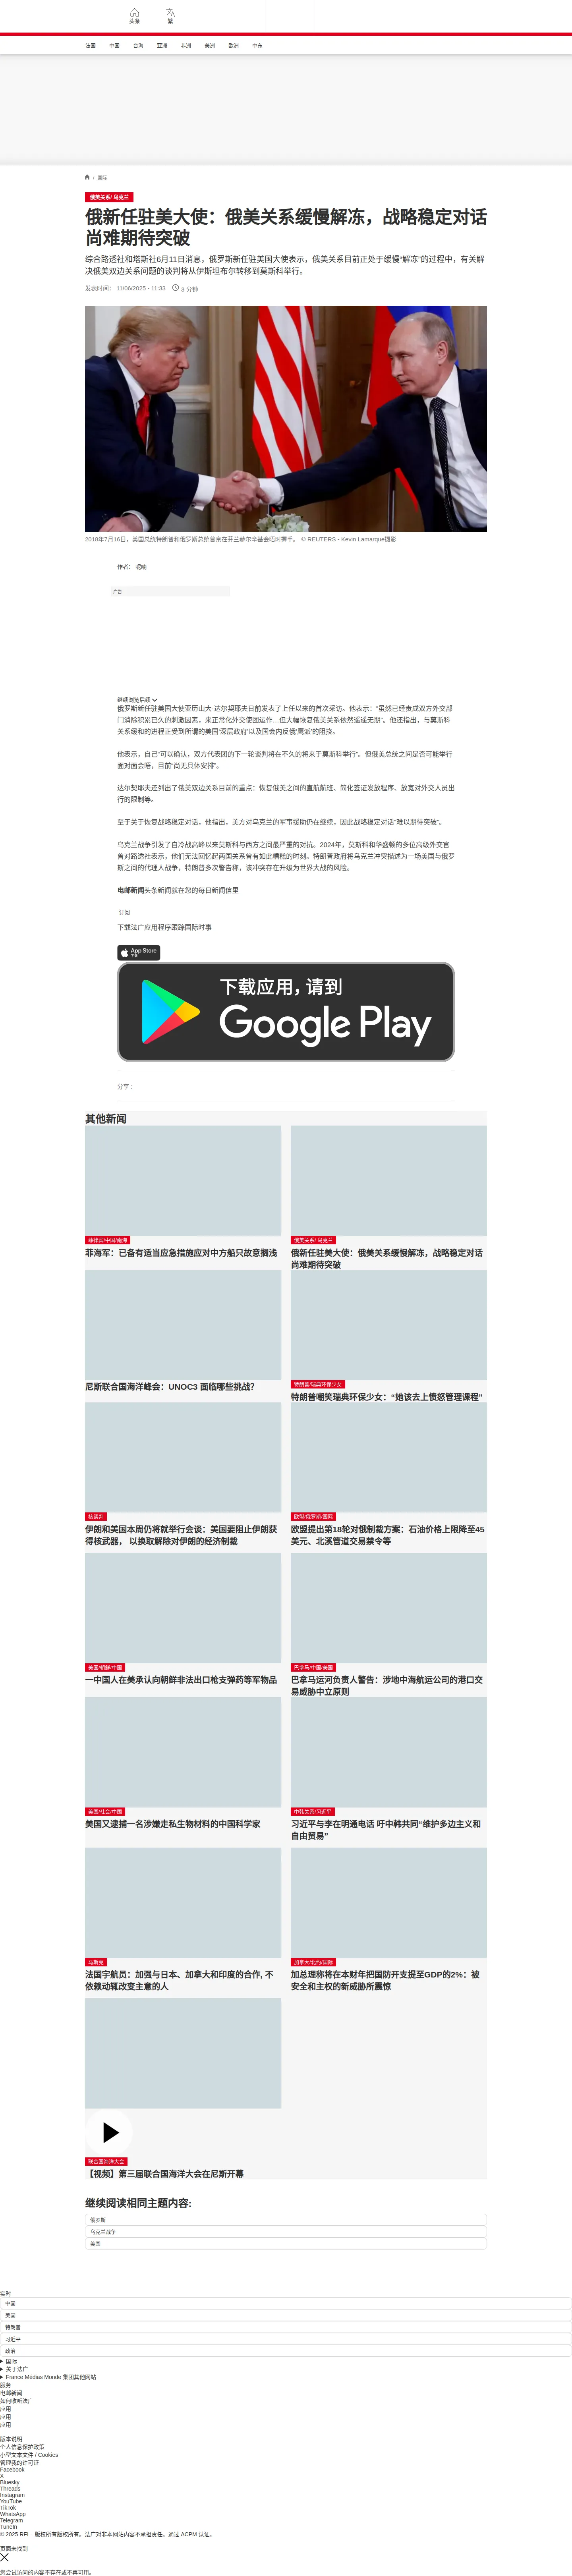 头条
繁
法国
中国
台海
亚洲
非洲
美洲
欧洲
中东
/ 国际
俄美关系/ 乌克兰
俄新任驻美大使：俄美关系缓慢解冻，战略稳定对话
尚难期待突破
综合路透社和塔斯社6月11日消息，俄罗斯新任驻美国大使表示，俄美关系目前正处于缓慢“解冻”的过程中，有关解
决俄美双边关系问题的谈判将从伊斯坦布尔转移到莫斯科举行。
发表时间： 11/06/2025 - 11:33
3 分钟
2018年7月16日，美国总统特朗普和俄罗斯总统普京在芬兰赫尔辛基会晤时握手。 © REUTERS - Kevin Lamarque摄影
作者：
广告
继续浏览后续
俄罗斯新任驻美国大使亚历山大·达尔契耶夫日前发表了上任以来的首次采访。他表示：“虽然已经责成双方外交部
门消除积累已久的刺激因素，来正常化外交使团运作…但大幅恢复俄美关系依然遥遥无期”。他还指出，与莫斯科
关系缓和的进程正受到所谓的美国‘深层政府’以及国会内反俄‘鹰派’的阻挠。
他表示，自己“可以确认，双方代表团的下一轮谈判将在不久的将来于莫斯科举行”。但俄美总统之间是否可能举行
面对面会晤，目前“尚无具体安排”。
达尔契耶夫还列出了俄美双边关系目前的重点：恢复俄美之间的直航航班、简化签证发放程序、放宽对外交人员出
行的限制等。
至于关于恢复战略稳定对话，他指出，美方对乌克兰的军事援助仍在继续，因此战略稳定对话“难以期待突破”。
乌克兰战争引发了自冷战高峰以来莫斯科与西方之间最严重的对抗。2024年，莫斯科和华盛顿的多位高级外交官
曾对路透社表示，他们无法回忆起两国关系曾有如此糟糕的时刻。特朗普政府将乌克兰冲突描述为一场美国与俄罗
斯之间的代理人战争，特朗普多次警告称，该冲突存在升级为世界大战的风险。
电邮新闻头条新闻就在您的每日新闻信里
订阅
下载法广应用程序跟踪国际时事
App Store
下载
下载应用，请到
Google Play
分享 :
其他新闻
菲律宾/中国/南海
菲海军：已备有适当应急措施应对中方船只故意搁浅
俄美关系/ 乌克兰
俄新任驻美大使：俄美关系缓慢解冻，战略稳定对话
尚难期待突破
尼斯联合国海洋峰会：UNOC3 面临哪些挑战？
特朗普/瑞典环保少女
特朗普嘲笑瑞典环保少女：“她该去上愤怒管理课程”
核谈判
伊朗和美国本周仍将就举行会谈：美国要阻止伊朗获
得核武器， 以换取解除对伊朗的经济制裁
欧盟/俄罗斯/国际
欧盟提出第18轮对俄制裁方案：石油价格上限降至45
美元、北溪管道交易禁令等
美国/朝鲜/中国
一中国人在美承认向朝鲜非法出口枪支弹药等军物品
巴拿马/中国/美国
巴拿马运河负责人警告：涉地中海航运公司的港口交
易威胁中立原则
美国/社会/中国
美国又逮捕一名涉嫌走私生物材料的中国科学家
中韩关系/习近平
习近平与李在明通电话 吁中韩共同“维护多边主义和
自由贸易”
马斯克
法国宇航员：加强与日本、加拿大和印度的合作, 不
依赖动辄改变主意的人
加拿大/北约/国际
加总理称将在本财年把国防开支提至GDP的2%：被
安全和主权的新威胁所震惊
联合国海洋大会
【视频】第三届联合国海洋大会在尼斯开幕
继续阅读相同主题内容:
俄罗斯
乌克兰战争
美国
实时
中国
美国
特朗普
习近平
政治
国际
关于法广
France Médias Monde 集团其他网站
服务
电邮新闻
如何收听法广
应用
应用
应用
版本说明
个人信息保护政策
小型文本文件 / Cookies
管理我的许可证
Facebook
X
Bluesky
Threads
Instagram
YouTube
TikTok
WhatsApp
Telegram
TuneIn
© 2025 RFI – 版权所有版权所有。法广对非本网站内容不承担责任。通过 ACPM 认证。
页面未找到
您尝试访问的内容不存在或不再可用。